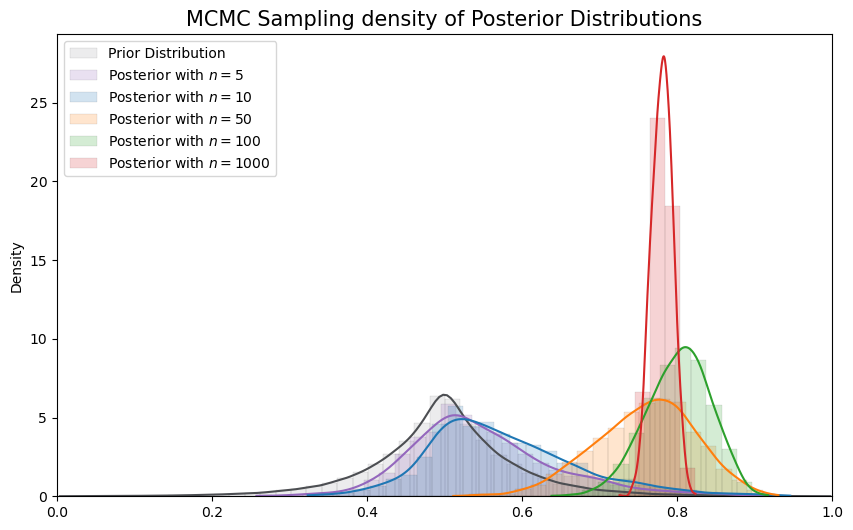 MCMC Sampling density of Posterior Distributions
Prior Distribution
Posterior with n = 5
Posterior with n = 10
Posterior with n = 50
Posterior with n = 100
Posterior with n = 1000
Density
25
20
15
10
5
0
0.0 0.2 0.4 0.6 0.8 1.0